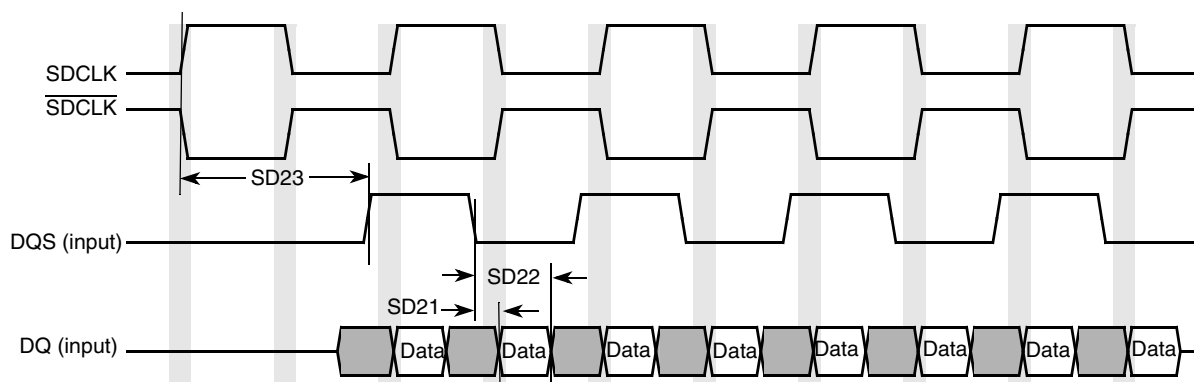 SDCLK
SDCLK
SD23
DQS (input)
SD22
SD21
DQ (input)
Data Data Data Data Data Data Data Data